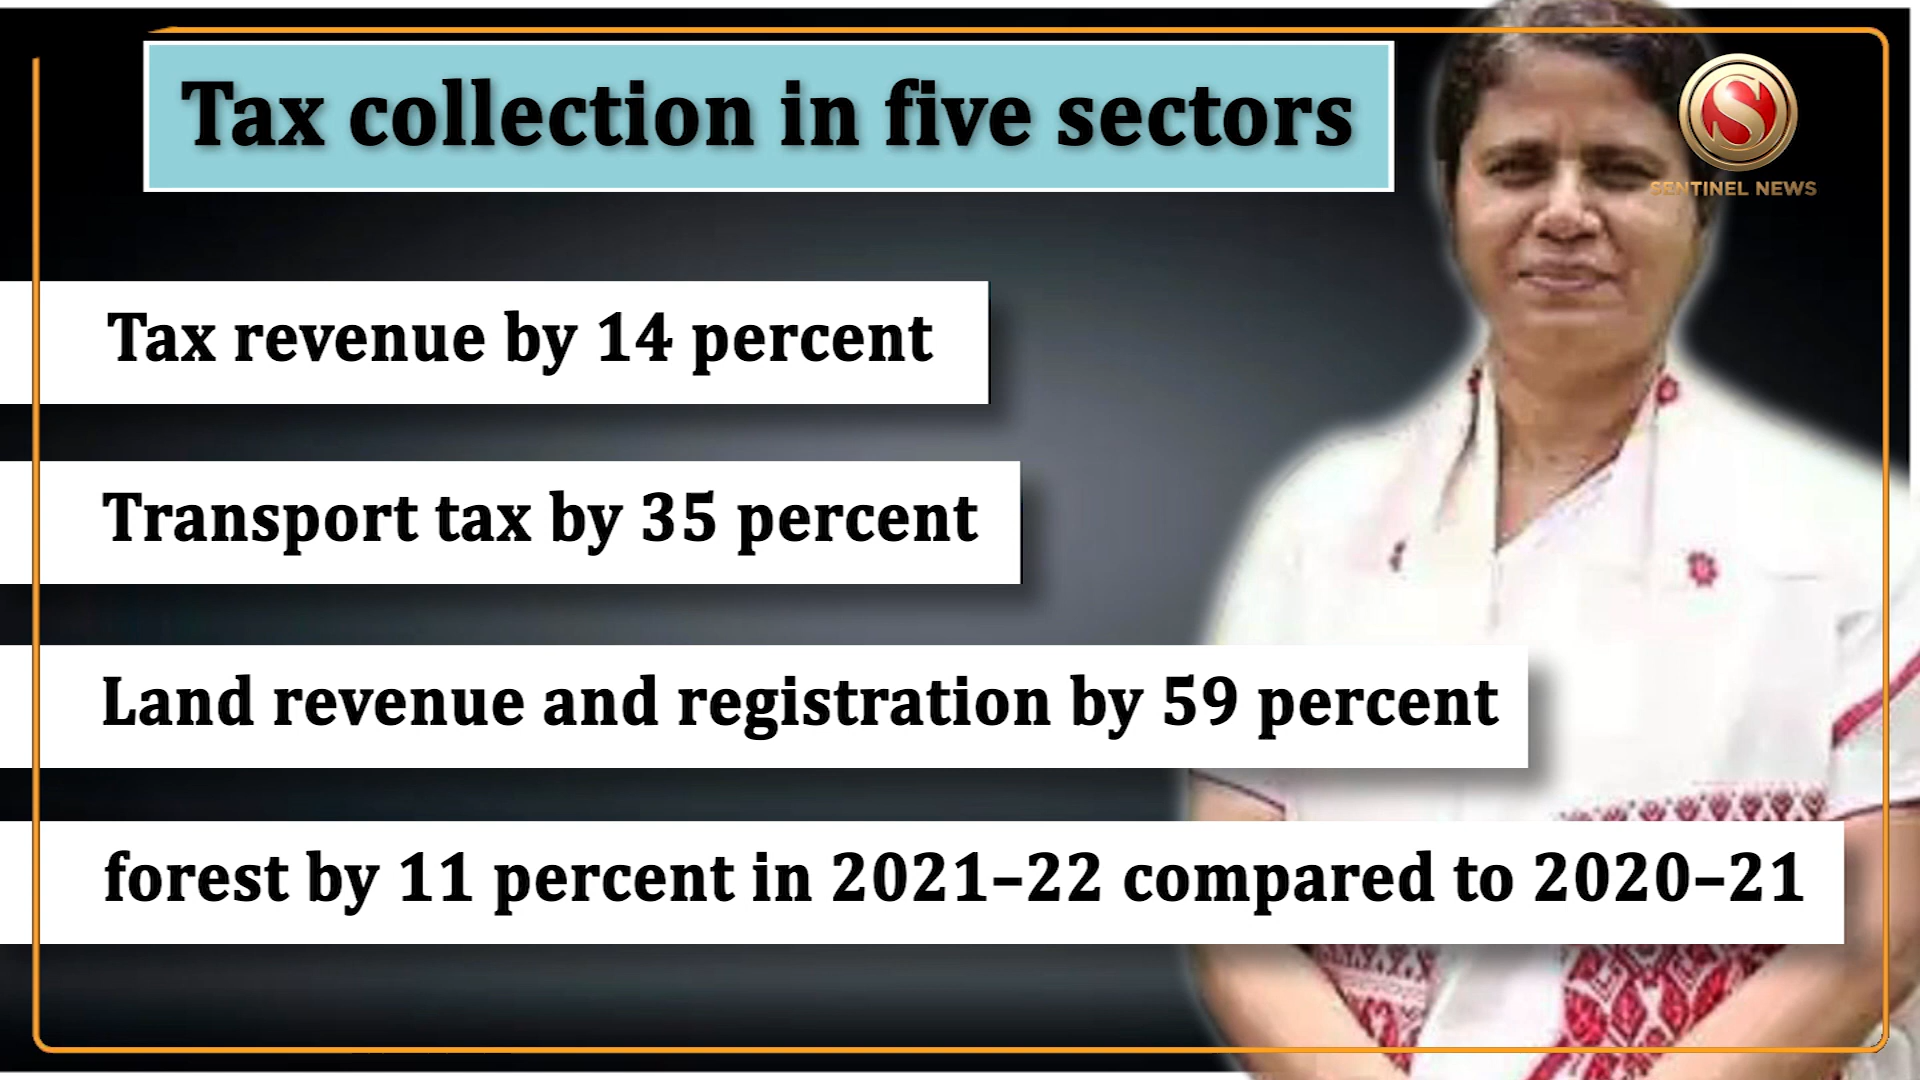 Tax collection in five sectors
SENTINEL NEWS
Tax revenue by 14 percent
Transport tax by 35 percent
Land revenue and registration by 59 percent
forest by 11 percent in 2021–22 compared to 2020–21